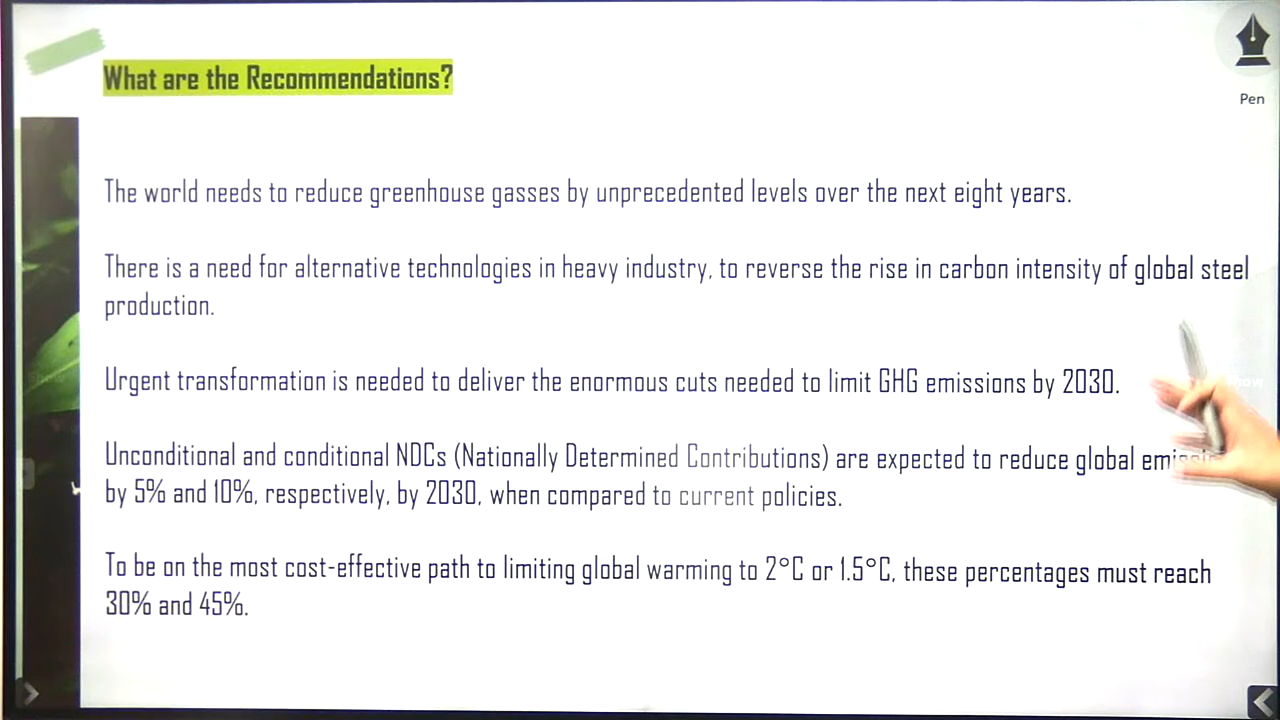 What are the Recommendations?
Pen
The world needs to reduce greenhouse gasses by unprecedented levels over the next eight years.
There is a need for alternative technologies in heavy industry, to reverse the rise in carbon intensity of global steel
production.
Urgent transformation is needed to deliver the enormous cuts needed to limit GHG emissions by 2030.
Unconditional and conditional NDCs (Nationally Determined Contributions) are expected to reduce global
by 5% and 10%, respectively, by 2030, when compared to current policies.
To be on the most cost-effective path to limiting global warming to 2°C or 1.5°C, these percentages must reach
30% and 45%.